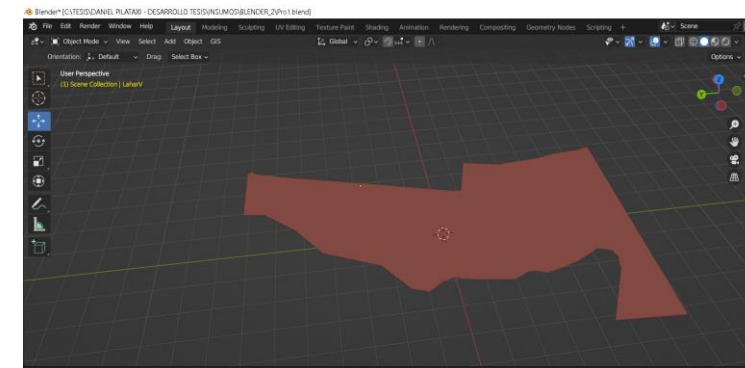 Blender* [C:\TESIS\DANIEL PILATAXI - DESARROLLO TESIS\INSUMOS\BLENDER_2\Pro1.blend]
File Edit Render Window Help Layout Modeling Sculpting UV Editing Texture Paint Shading Animation Rendering Compositing Geometry Nodes Scripting + Scene
Object Mode View Select Add Object GIS Global
Orientation: Default Drag: Select Box Options
User Perspective
(1) Scene Collection | LaharV
Z
Y